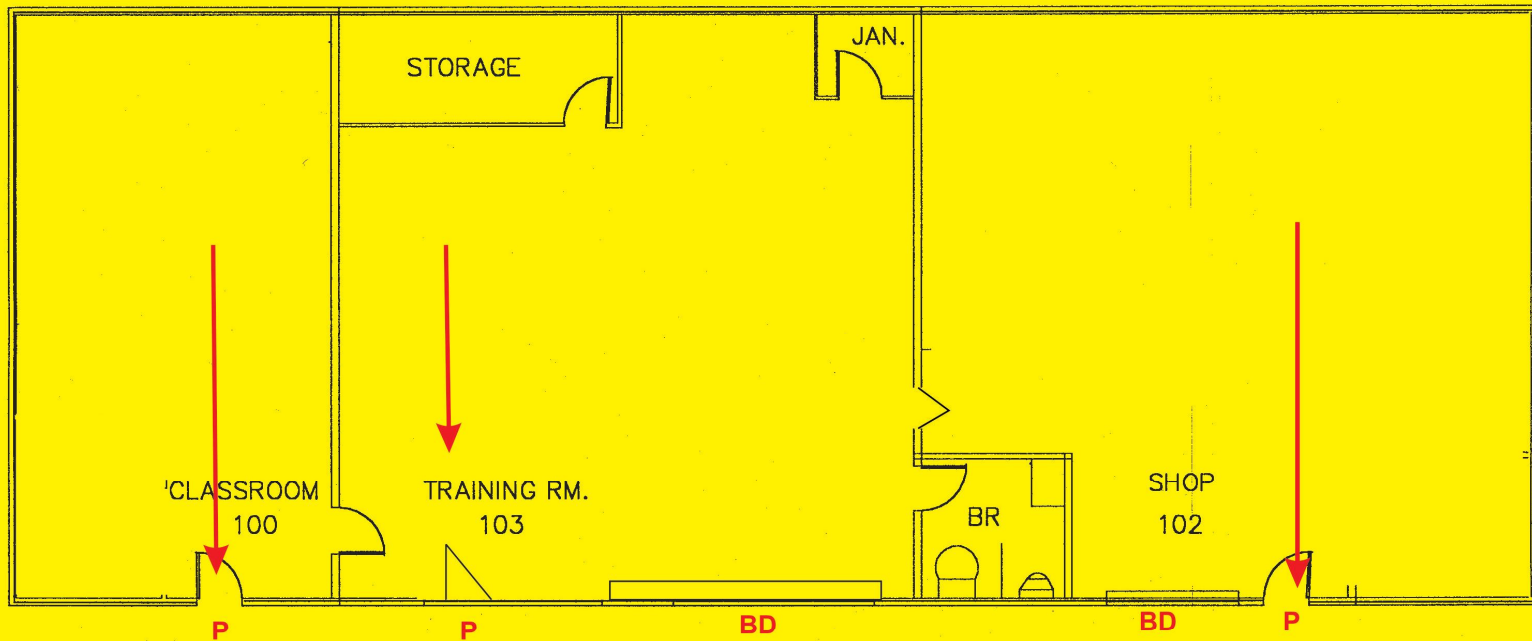 STORAGE
JAN.
'CLASSROOM
100
TRAINING RM.
103
BR
SHOP
102
P
P
BD
BD
P